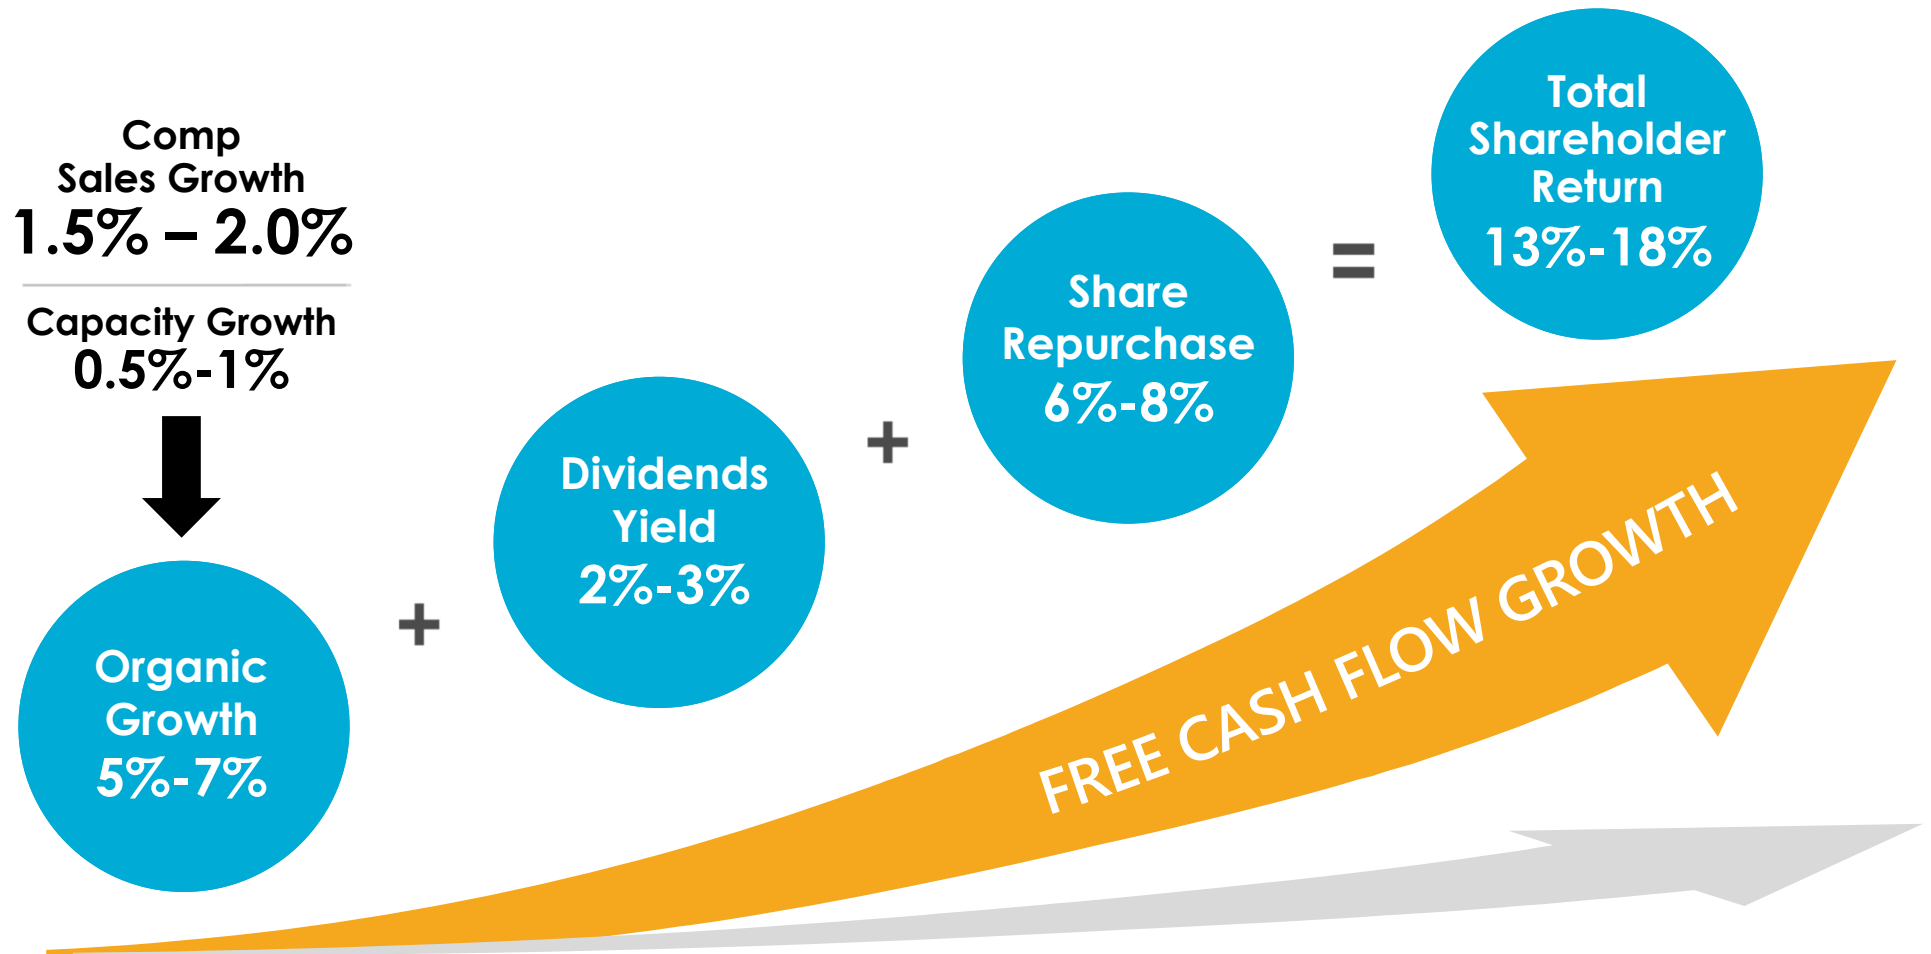 Comp
Sales Growth
1.5% – 2.0%
Capacity Growth
0.5%-1%
Organic
Growth
5%-7%
+
Dividends
Yield
2%-3%
+
Share
Repurchase
6%-8%
=
Total
Shareholder
Return
13%-18%
FREE CASH FLOW GROWTH